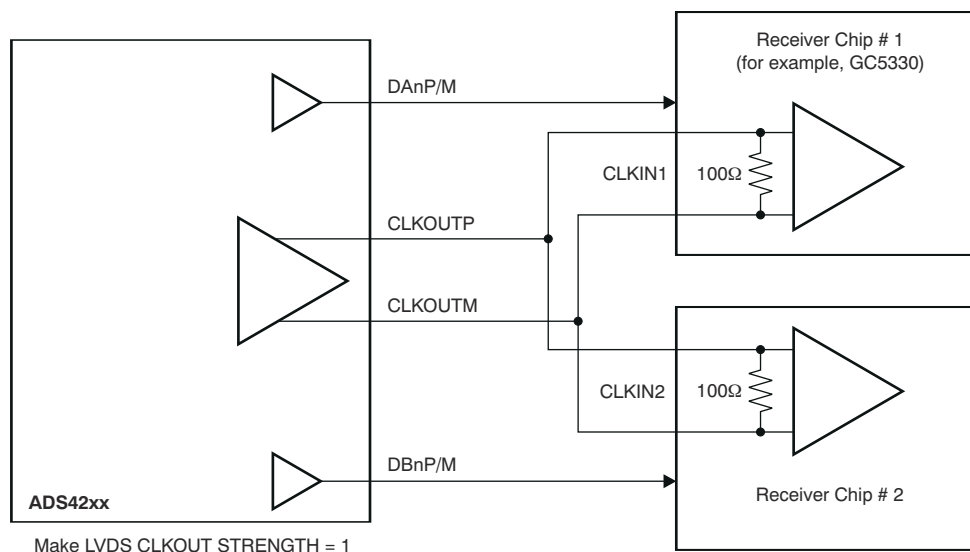 Receiver Chip # 1
(for example, GC5330)
DAnP/M
CLKIN1
100Ω
CLKOUTP
CLKOUTM
CLKIN2
100Ω
DBnP/M
ADS42xx
Receiver Chip # 2
Make LVDS CLKOUT STRENGTH = 1